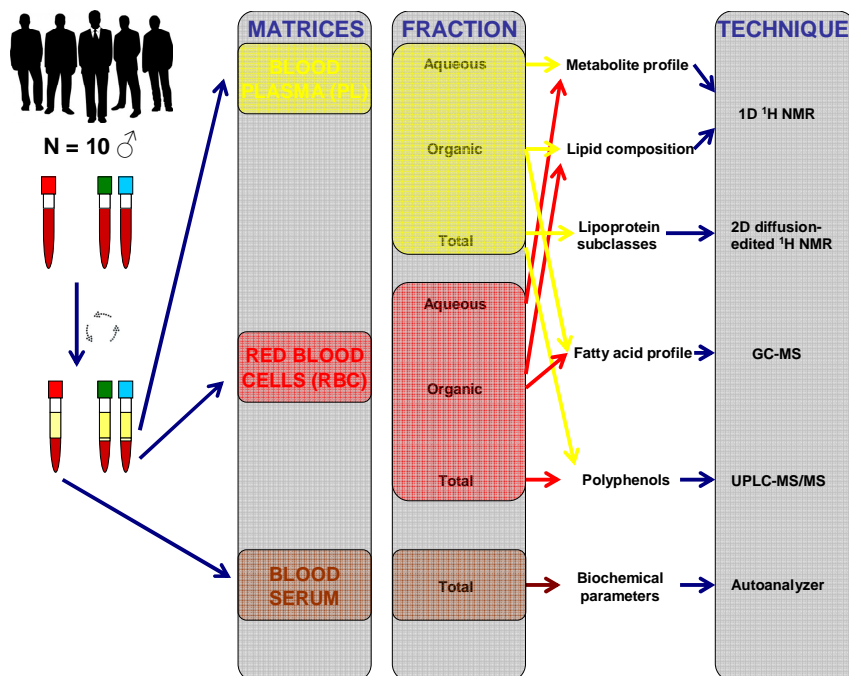 MATRICES
FRACTION
TECHNIQUE
BLOOD
PLASMA (PL)
Aqueous
Metabolite profile
1D ¹H NMR
N = 10 ♂
Organic
Lipid composition
Total
Lipoprotein
subclasses
2D diffusion-
edited ¹H NMR
Aqueous
RED BLOOD
CELLS (RBC)
Fatty acid profile
GC-MS
Organic
Total
Polyphenols
UPLC-MS/MS
BLOOD
SERUM
Total
Biochemical
parameters
Autoanalyzer